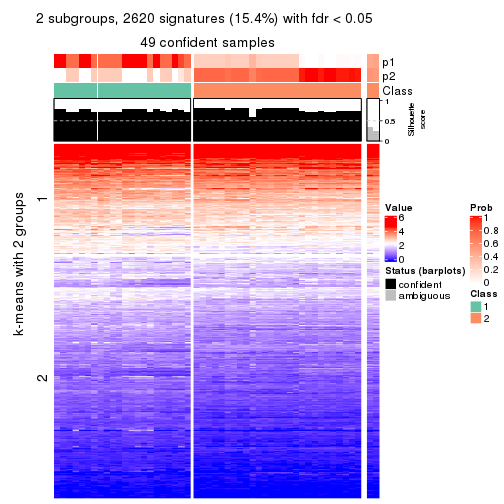 2 subgroups, 2620 signatures (15.4%) with fdr < 0.05
49 confident samples
p1
p2
Class
1
0.5
0
Silhouette
score
k-means with 2 groups
1
2
Value
6
4
2
0
Status (barplots)
confident
ambiguous
Prob
1
0.8
0.6
0.4
0.2
0
Class
1
2